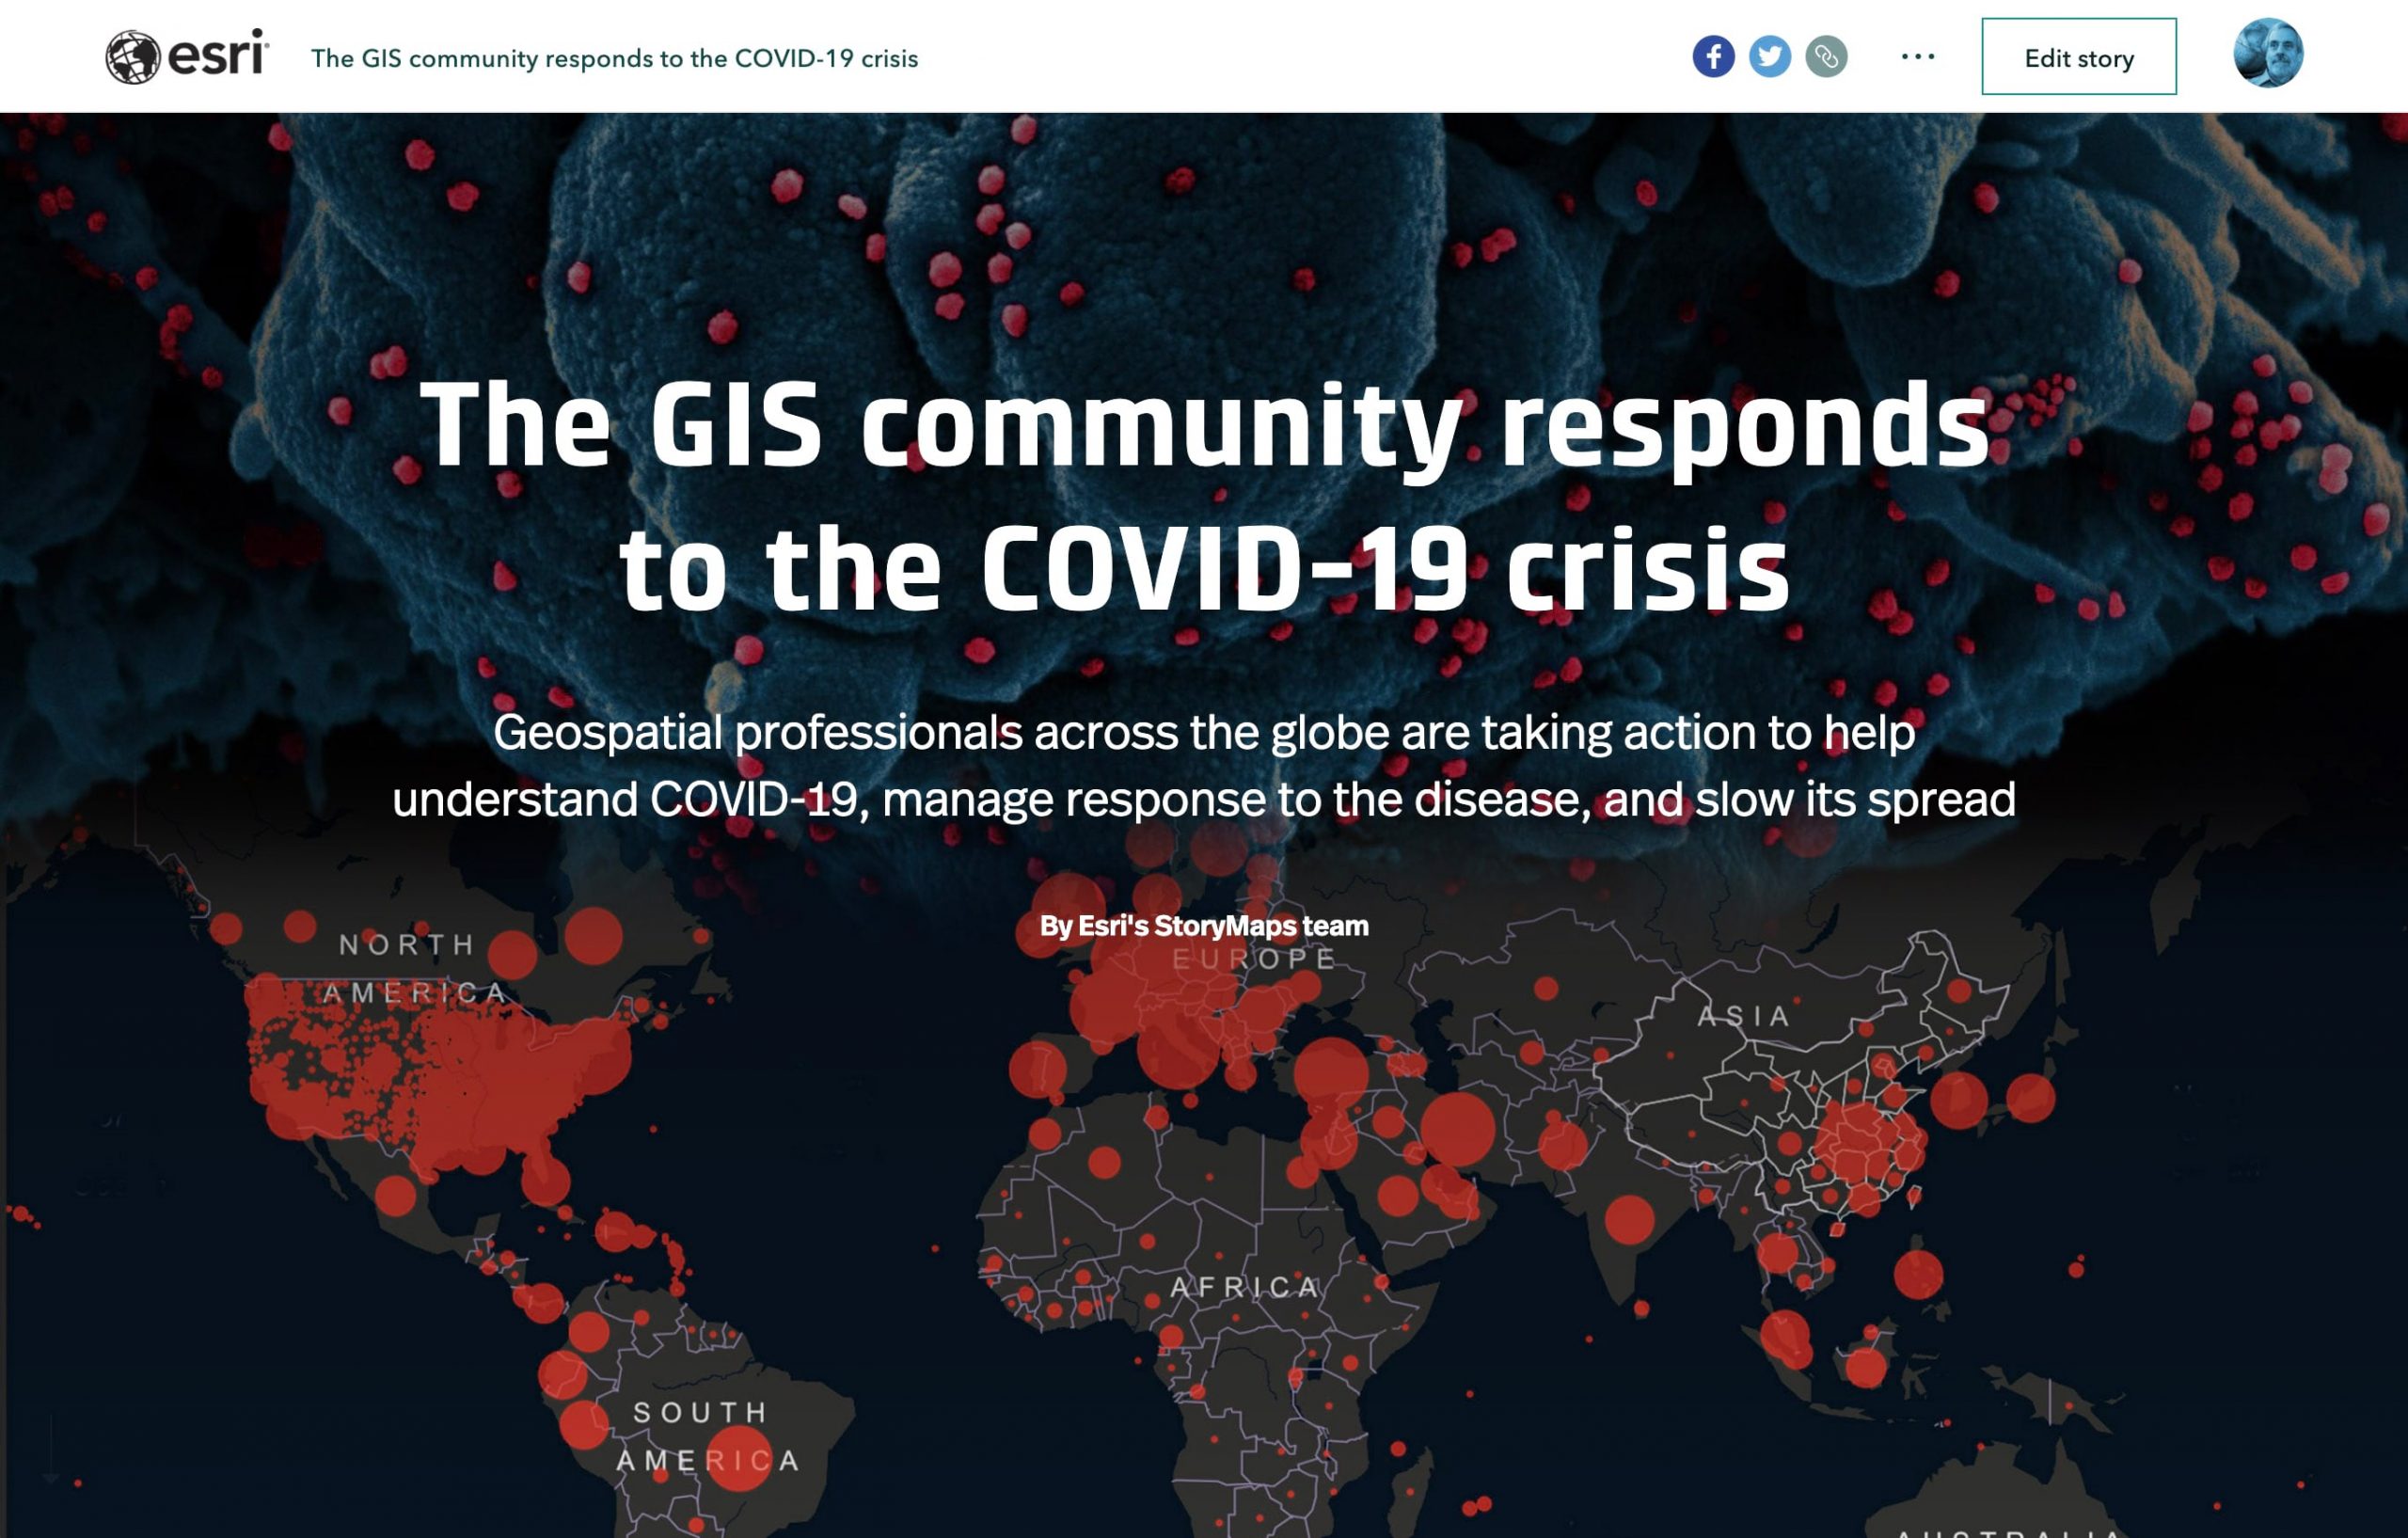 esri
The GIS community responds to the COVID-19 crisis
Edit story
The GIS community responds
to the COVID-19 crisis
Geospatial professionals across the globe are taking action to help
understand COVID-19, manage response to the disease, and slow its spread
By Esri's StoryMaps team
NORTH
AMERICA
EUROPE
ASIA
AFRICA
SOUTH
AMERICA
AUSTRALIA